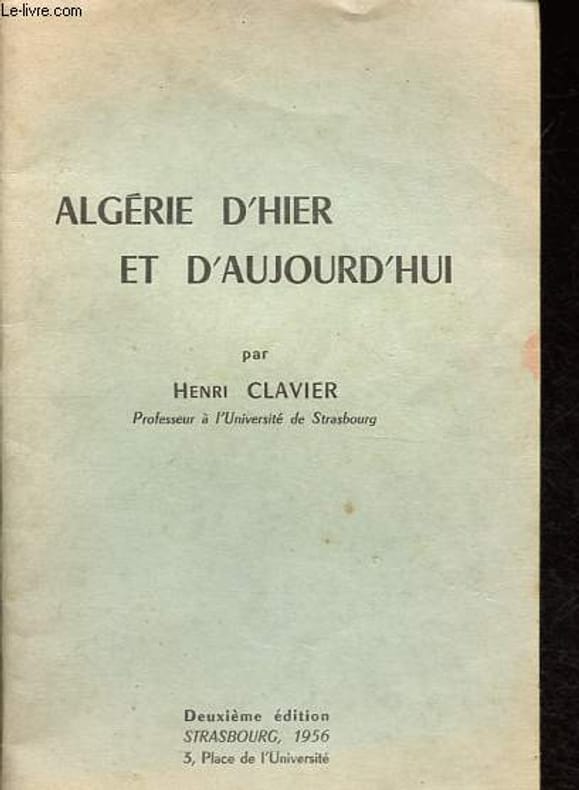 Le-livre.com
ALGÉRIE D'HIER
ET D'AUJOURD'HUI
par
HENRI CLAVIER
Professeur à l'Université de Strasbourg
Deuxième édition
STRASBOURG, 1956
3, Place de l'Université